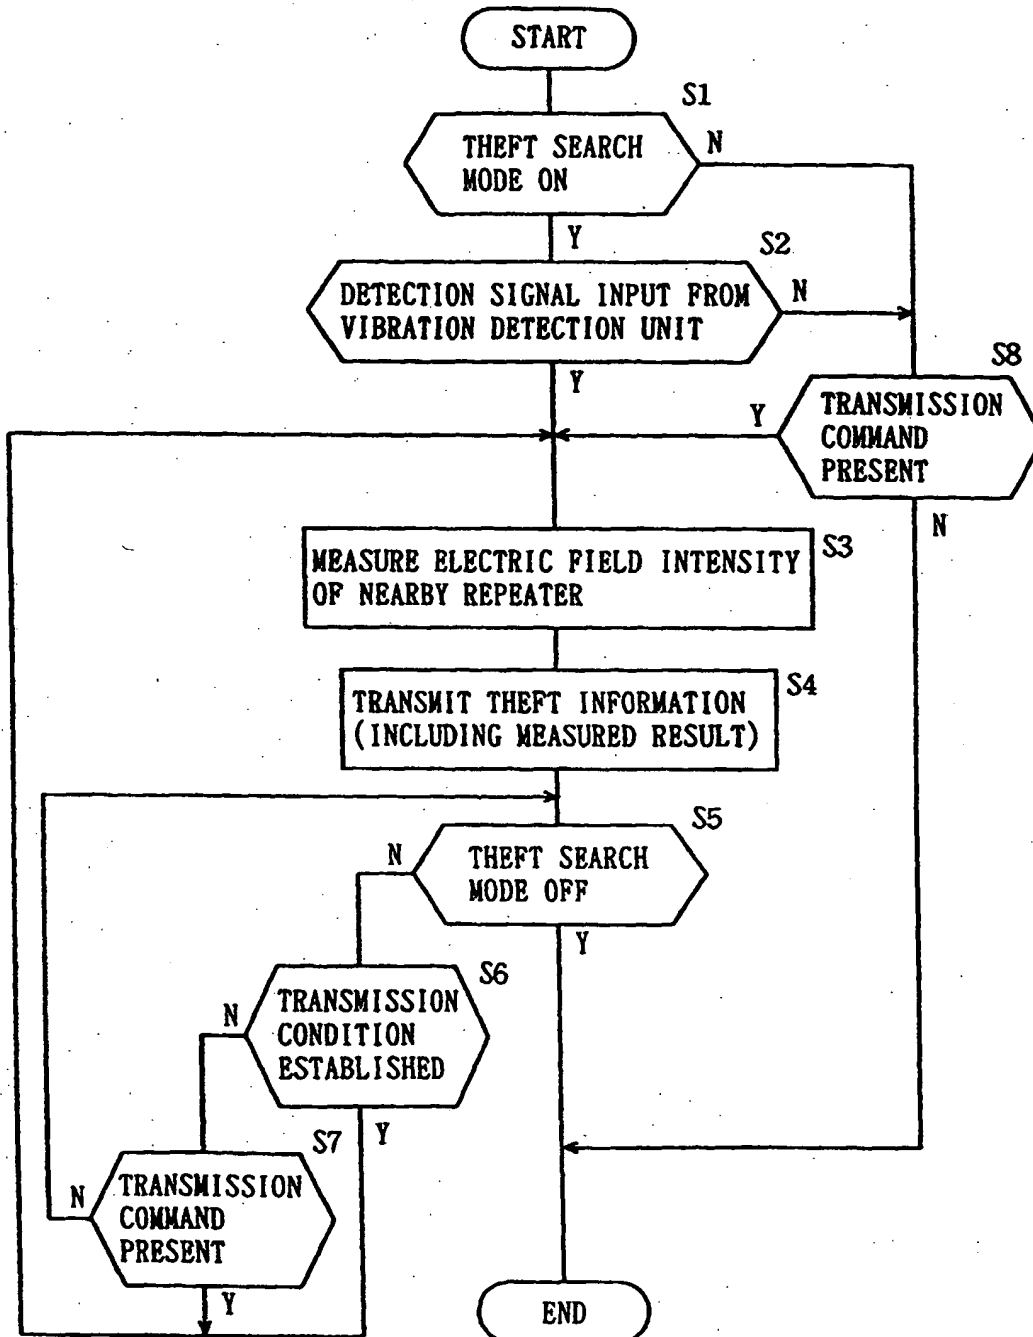 START
S1
THEFT SEARCH
MODE ON
N
Y
S2
DETECTION SIGNAL INPUT FROM
VIBRATION DETECTION UNIT
N
Y
S8
TRANSMISSION
COMMAND
PRESENT
Y
N
S3
MEASURE ELECTRIC FIELD INTENSITY
OF NEARBY REPEATER
S4
TRANSMIT THEFT INFORMATION
(INCLUDING MEASURED RESULT)
S5
THEFT SEARCH
MODE OFF
N
Y
S6
TRANSMISSION
CONDITION
ESTABLISHED
N
Y
S7
TRANSMISSION
COMMAND
PRESENT
N
Y
END